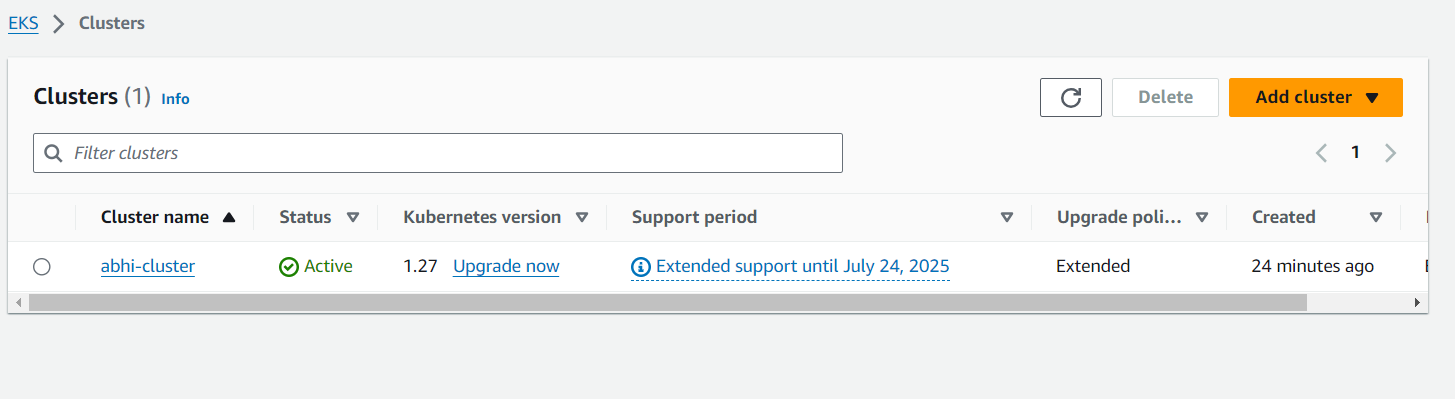 EKS > Clusters
Clusters (1) Info
Delete
Add cluster
Filter clusters
1
Cluster name Status Kubernetes version Support period Upgrade poli... Created
abhi-cluster Active 1.27 Upgrade now Extended support until July 24, 2025 Extended 24 minutes ago